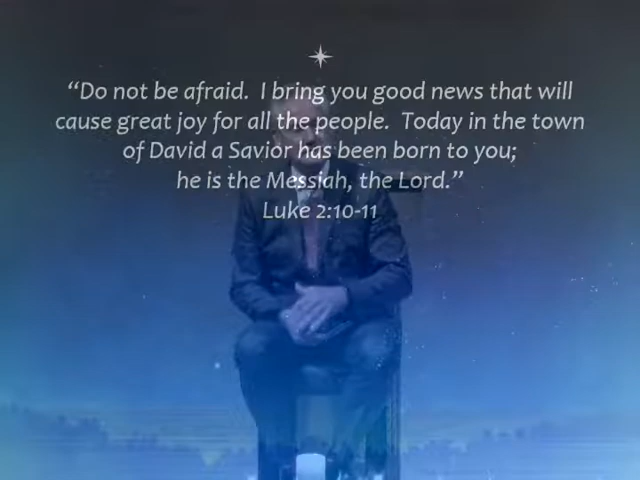 “Do not be afraid.  I bring you good news that will
cause great joy for all the people.  Today in the town
of David a Savior has been born to you;
he is the Messiah, the Lord.”
Luke 2:10-11